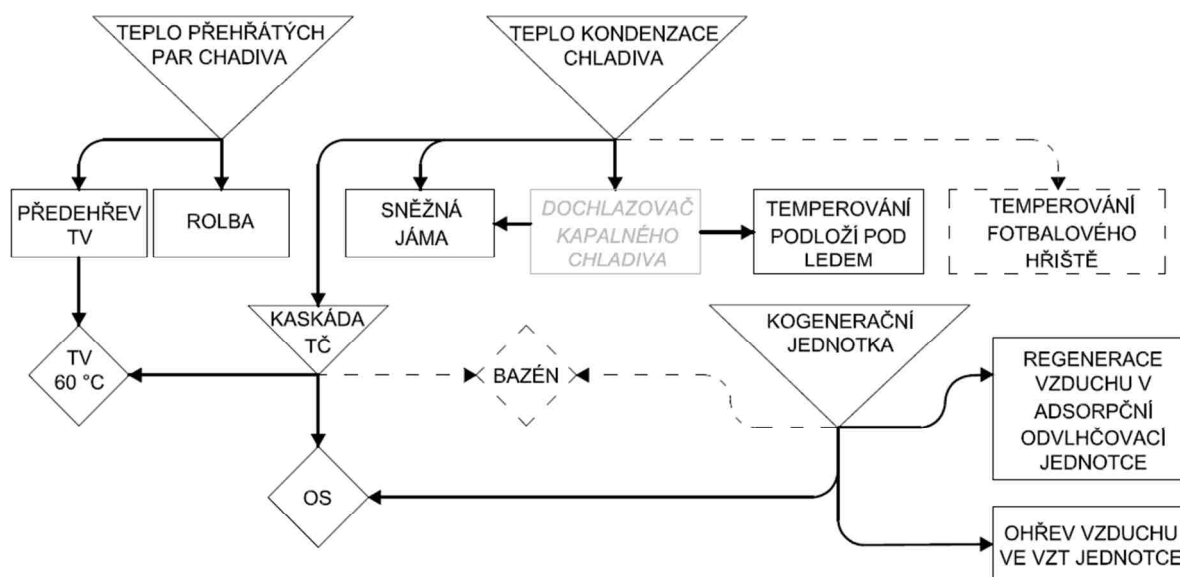 TEPLO PŘEHŘÁTÝCH
PAR CHADIVA
TEPLO KONDENZACE
CHLADIVA
PŘEDEHŘEV
TV
ROLBA
SNĚŽNÁ
JÁMA
DOCHLAZOVAČ
KAPALNÉHO
CHLADIVA
TEMPEROVÁNÍ
PODLOŽÍ POD
LEDEM
TEMPEROVÁNÍ
FOTBALOVÉHO
HŘIŠTĚ
KASKÁDA
TČ
KOGENERAČNÍ
JEDNOTKA
TV
60 °C
BAZÉN
REGENERACE
VZDUCHU V
ADSORPČNÍ
ODVLHČOVACÍ
JEDNOTCE
OS
OHŘEV VZDUCHU
VE VZT JEDNOTCE